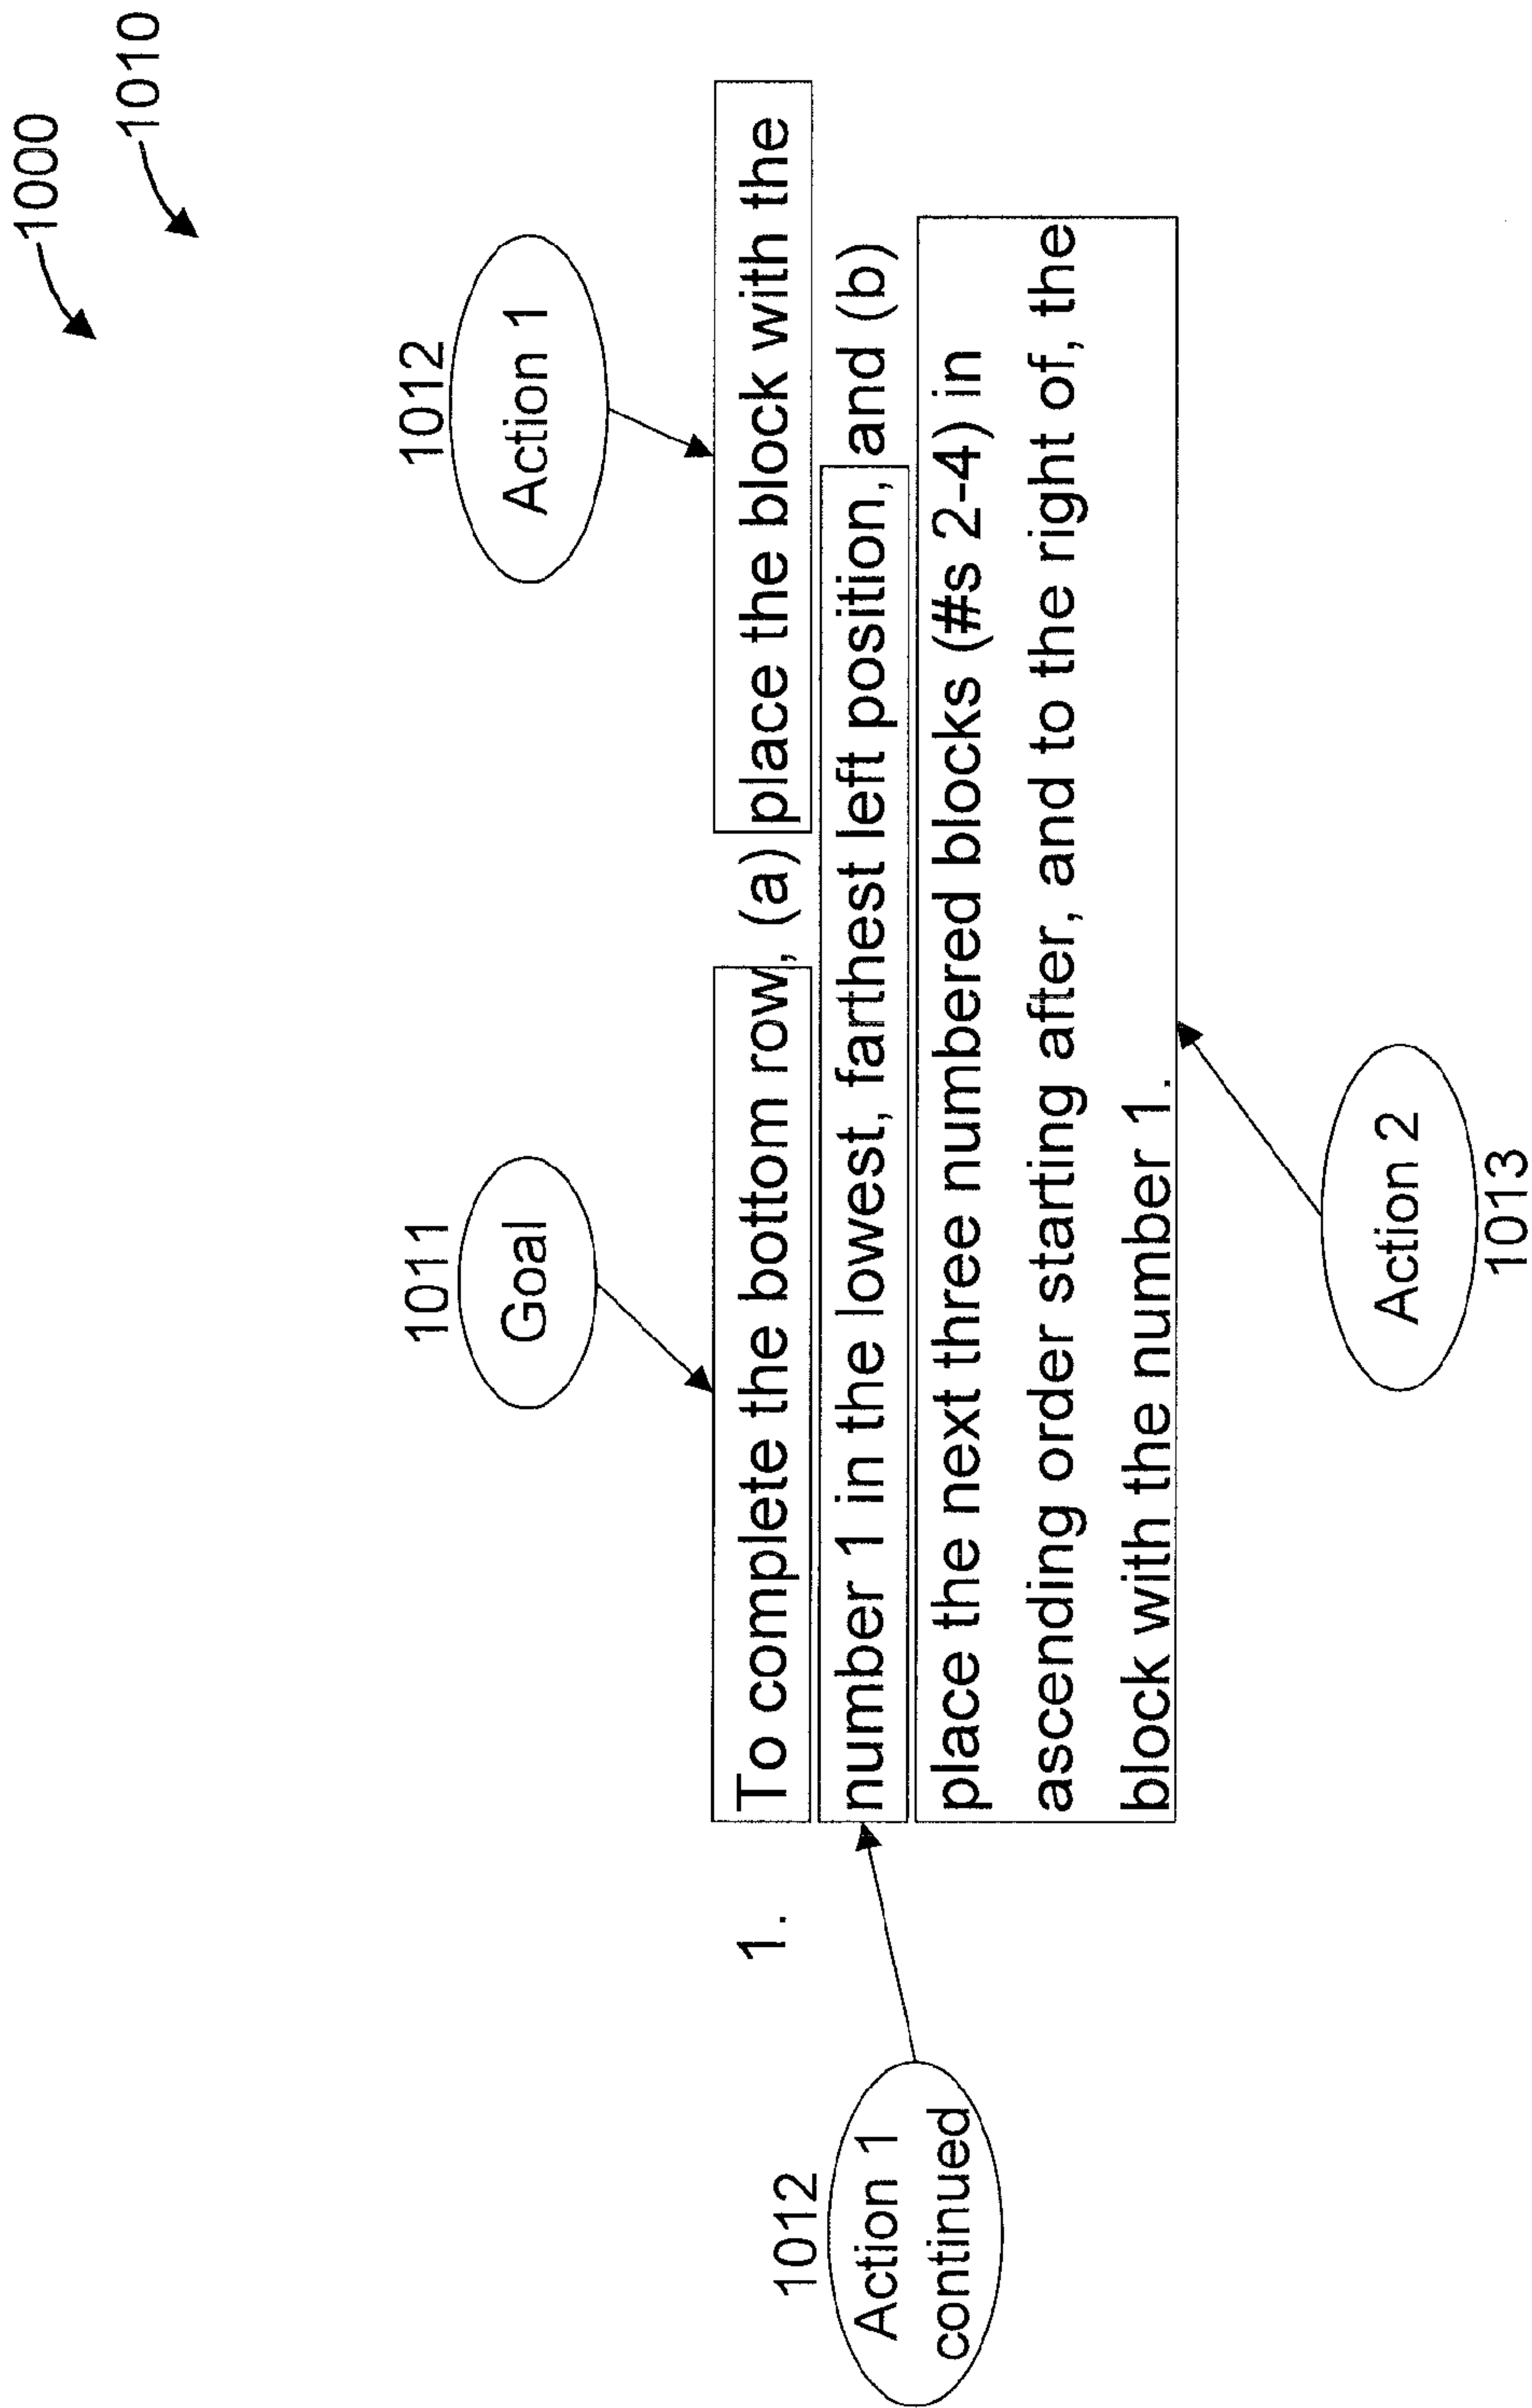 1000
1010
1011
Goal
1012
Action 1
1. To complete the bottom row, (a) place the block with the
number 1 in the lowest, farthest left position, and (b)
place the next three numbered blocks (#s 2-4) in
ascending order starting after, and to the right of, the
block with the number 1.
1012
Action 1
continued
Action 2
1013